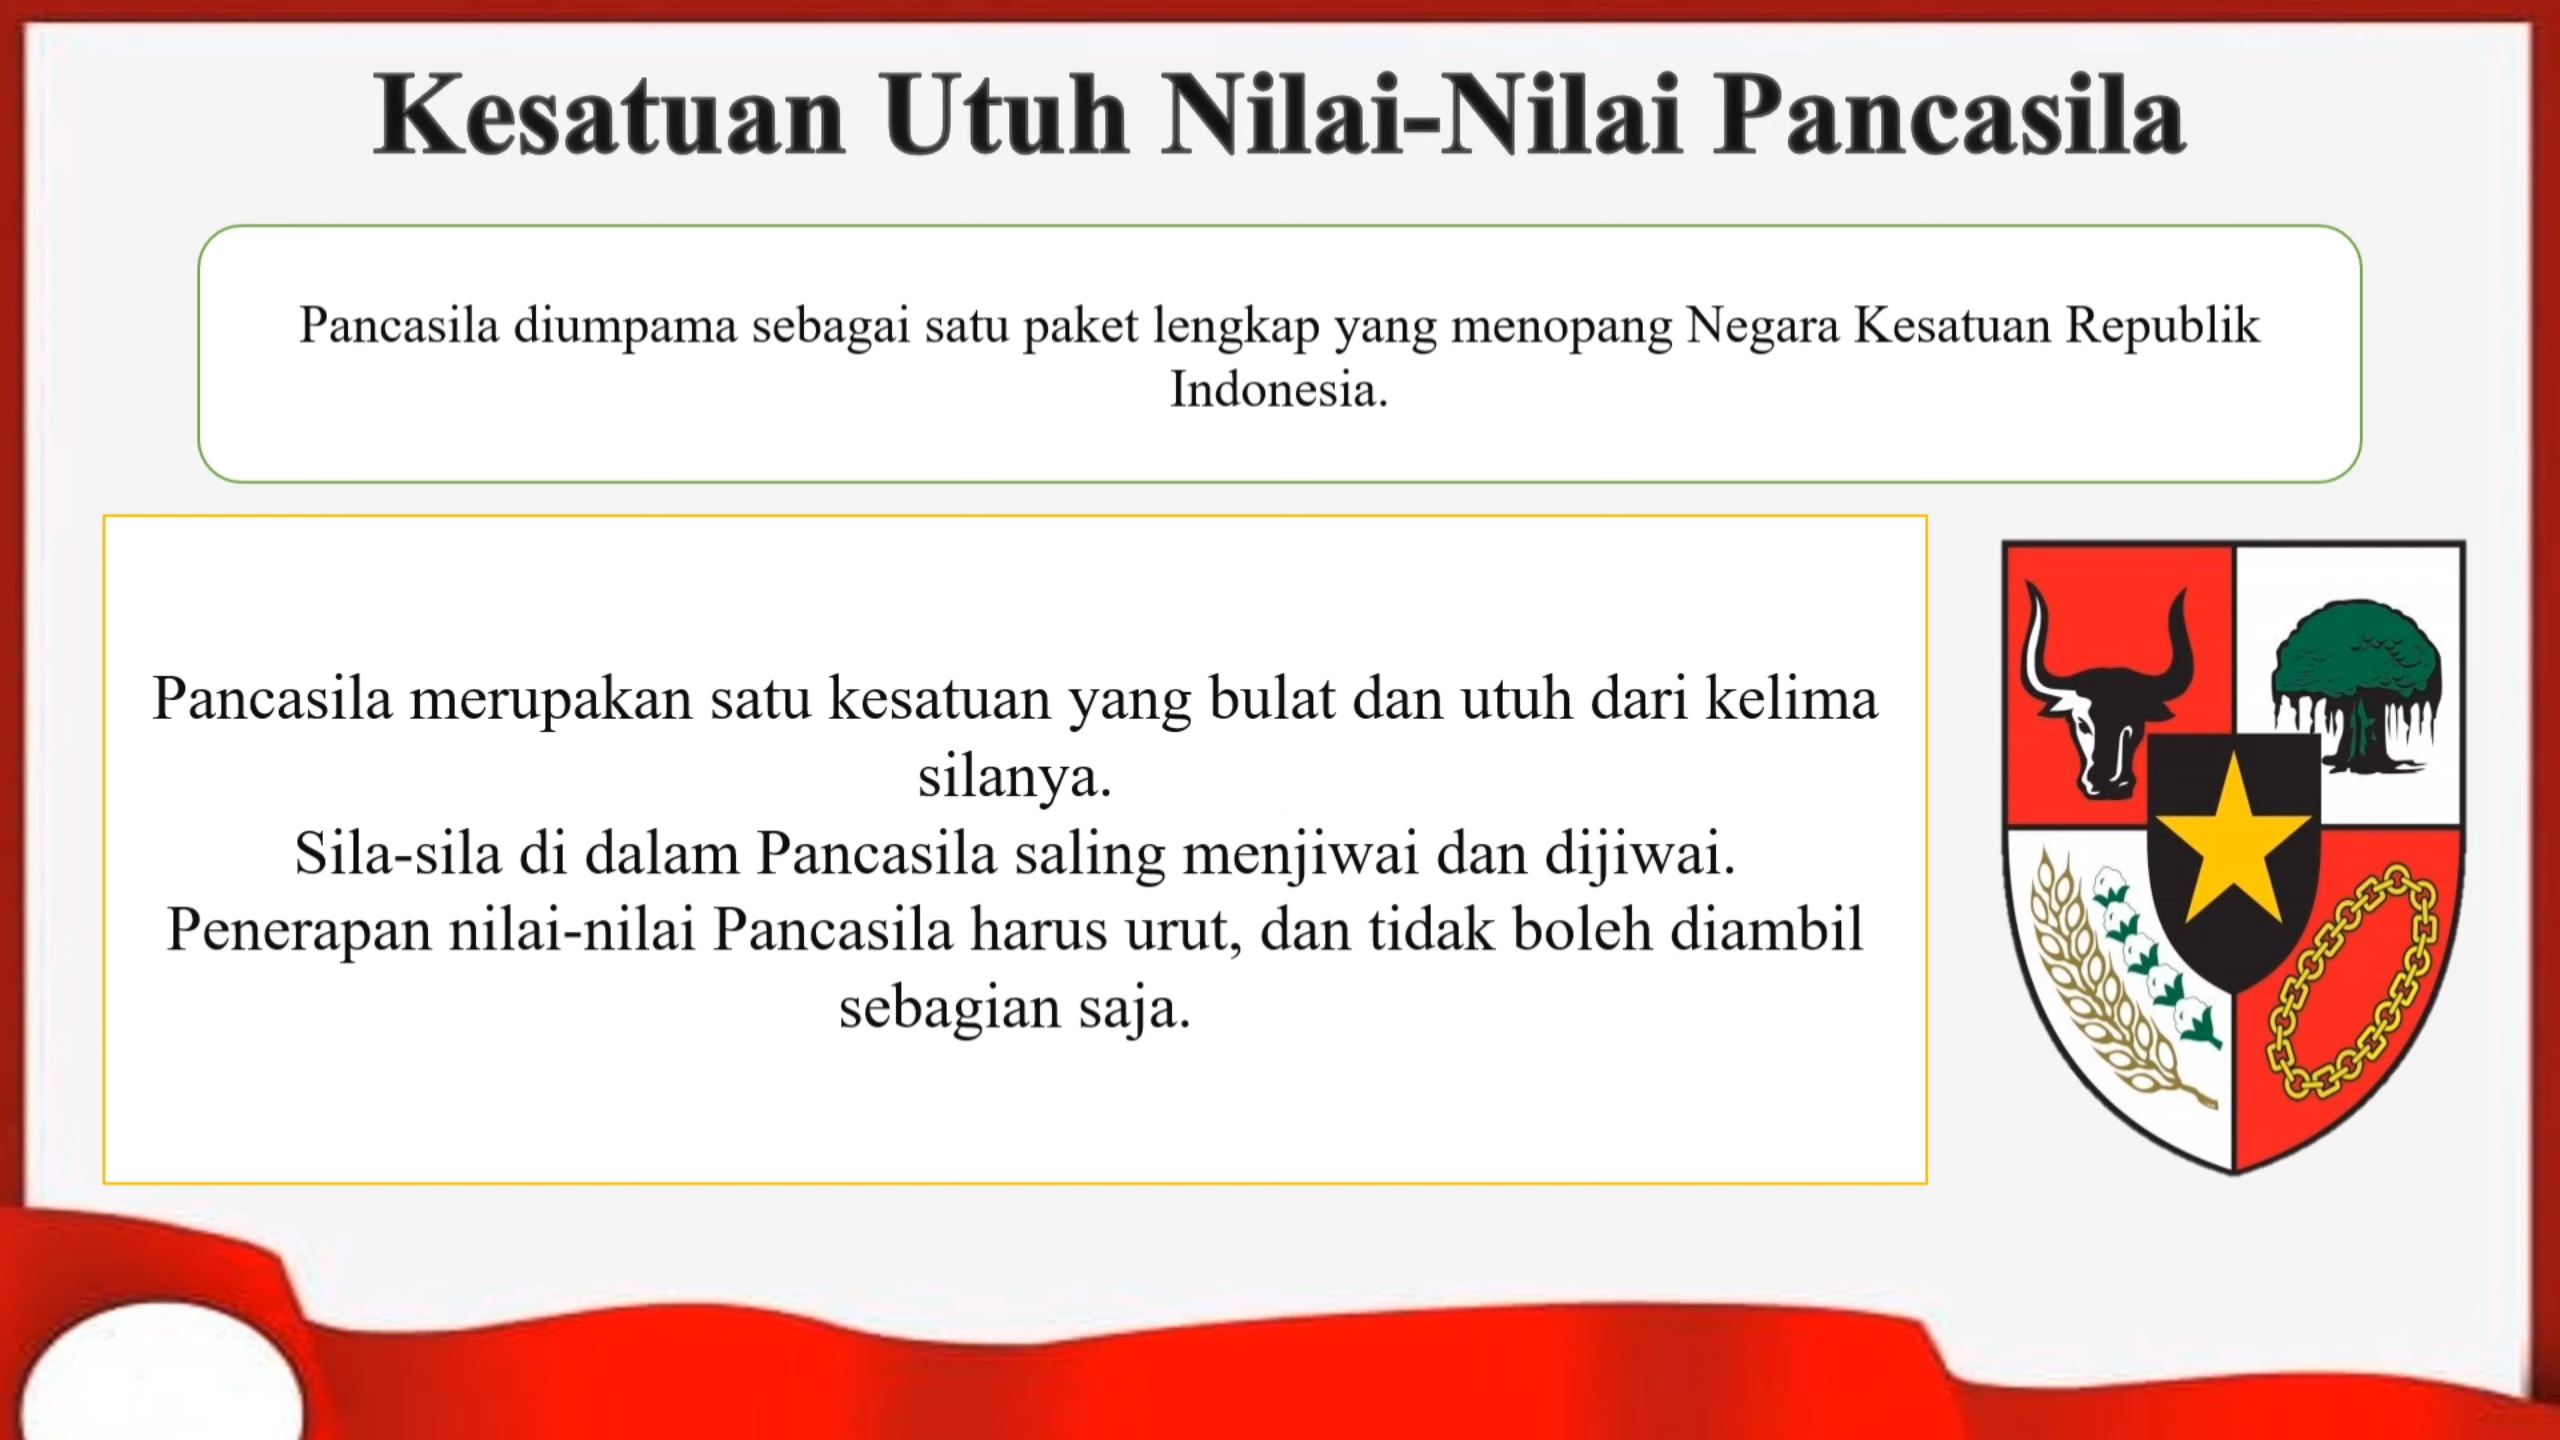 Kesatuan Utuh Nilai-Nilai Pancasila
Pancasila diumpama sebagai satu paket lengkap yang menopang Negara Kesatuan Republik
Indonesia.
Pancasila merupakan satu kesatuan yang bulat dan utuh dari kelima
silanya.
Sila-sila di dalam Pancasila saling menjiwai dan dijiwai.
Penerapan nilai-nilai Pancasila harus urut, dan tidak boleh diambil
sebagian saja.